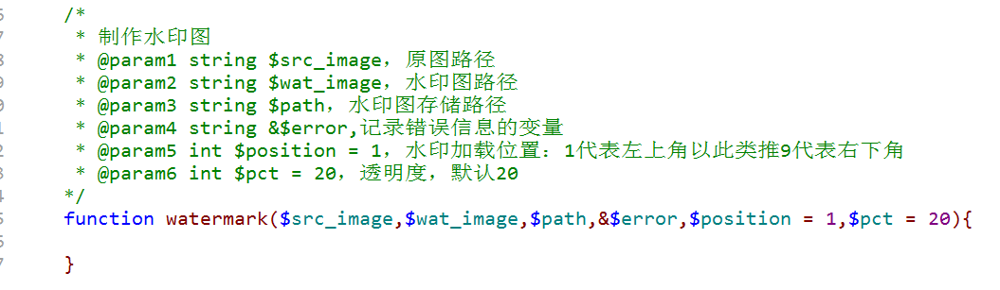 /*
* 制作水印图
* @param1 string $src_image，原图路径
* @param2 string $wat_image，水印图路径
* @param3 string $path，水印图存储路径
* @param4 string &$error,记录错误信息的变量
* @param5 int $position = 1，水印加载位置：1代表左上角以此类推9代表右下角
* @param6 int $pct = 20，透明度，默认20
*/
function watermark($src_image,$wat_image,$path,&$error,$position = 1,$pct = 20){
}